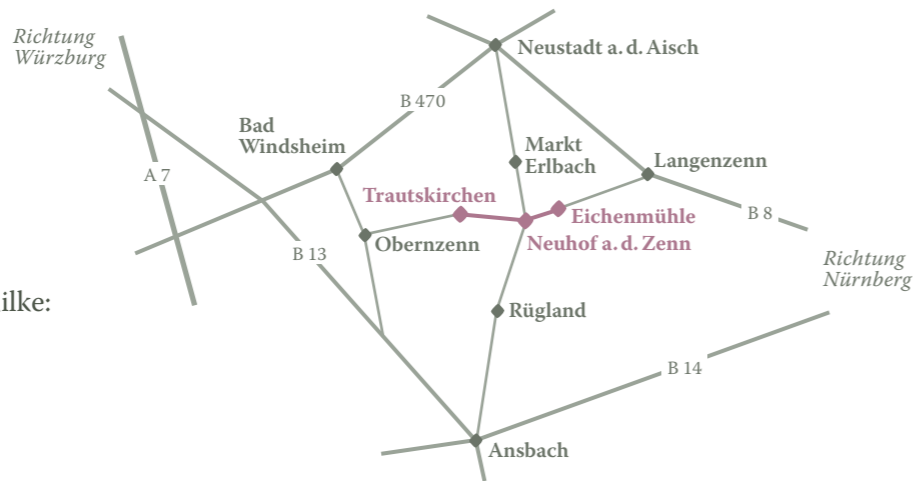 Richtung
Würzburg
Neustadt a. d. Aisch
B 470
Bad
Windsheim
Markt
Erlbach
Langenzenn
A 7
Trautskirchen
Eichenmühle
B 8
Obernzenn
Neuhof a. d. Zenn
B 13
Richtung
Nürnberg
ilke:
Rügland
B 14
Ansbach